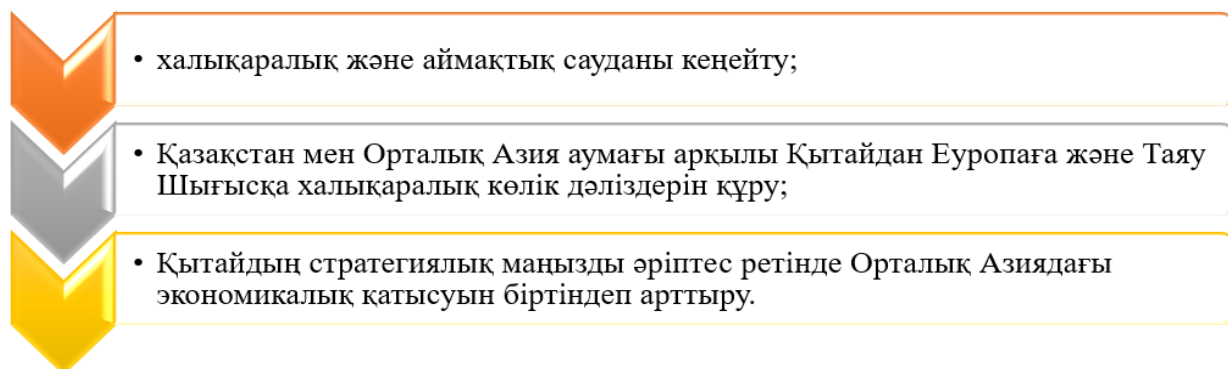 • халықаралық және аймақтық сауданы кеңейту;
• Қазақстан мен Орталық Азия аумағы арқылы Қытайдан Еуропаға және Таяу
Шығысқа халықаралық көлік дәліздерін құру;
• Қытайдың стратегиялық маңызды әріптес ретінде Орталық Азиядағы
экономикалық қатысуын біртіндеп арттыру.